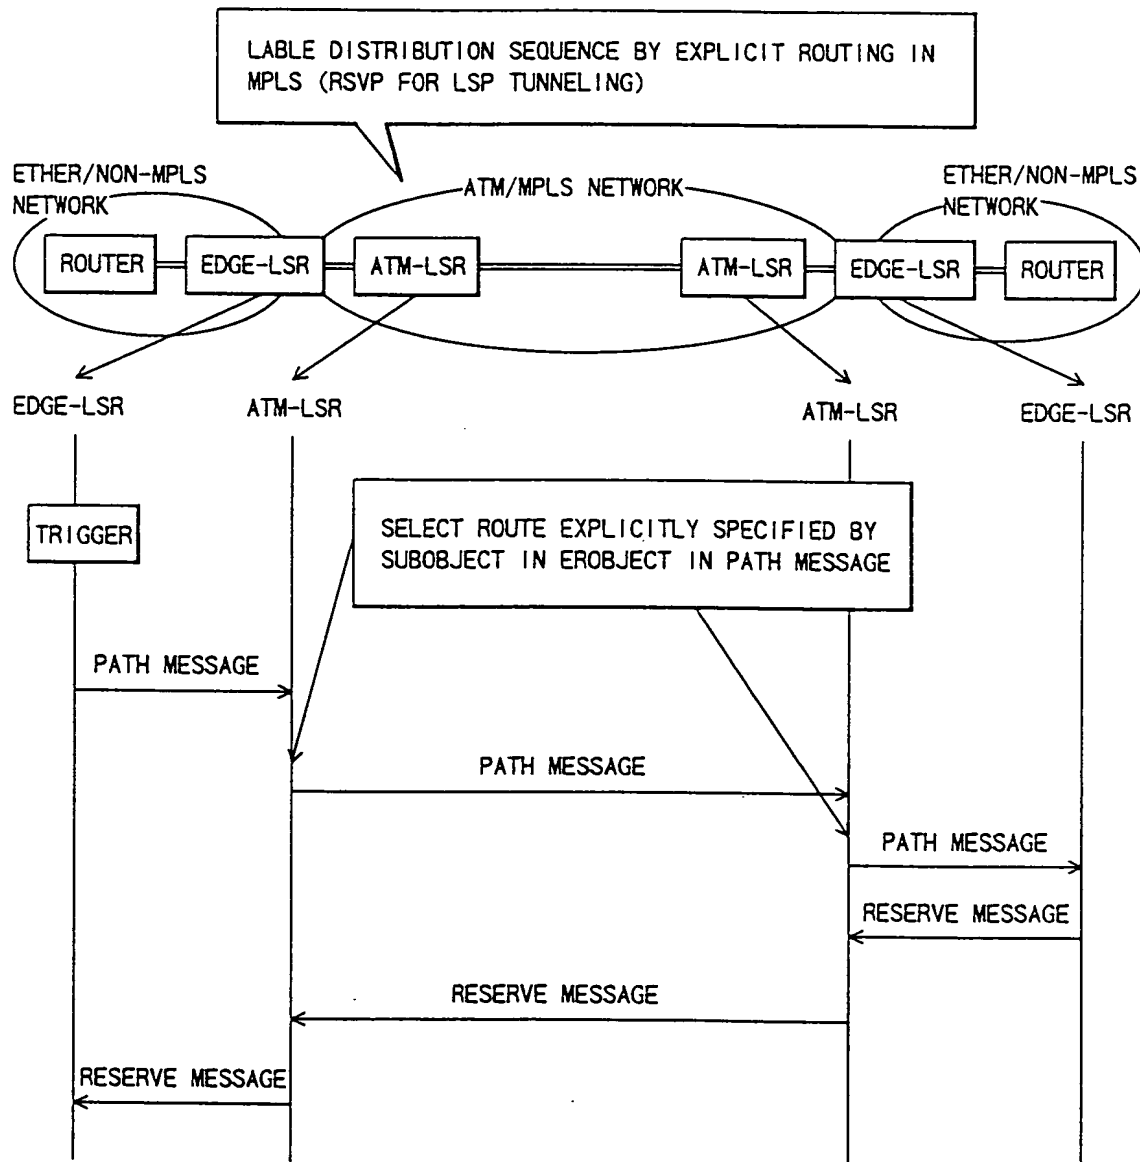 LABLE DISTRIBUTION SEQUENCE BY EXPLICIT ROUTING IN
MPLS (RSVP FOR LSP TUNNELING)
ETHER/NON-MPLS
NETWORK
ATM/MPLS NETWORK
ETHER/NON-MPLS
NETWORK
ROUTER
EDGE-LSR
ATM-LSR
ATM-LSR
EDGE-LSR
ROUTER
EDGE-LSR
ATM-LSR
ATM-LSR
EDGE-LSR
TRIGGER
SELECT ROUTE EXPLICITLY SPECIFIED BY
SUBOBJECT IN EROBJECT IN PATH MESSAGE
PATH MESSAGE
PATH MESSAGE
PATH MESSAGE
RESERVE MESSAGE
RESERVE MESSAGE
RESERVE MESSAGE